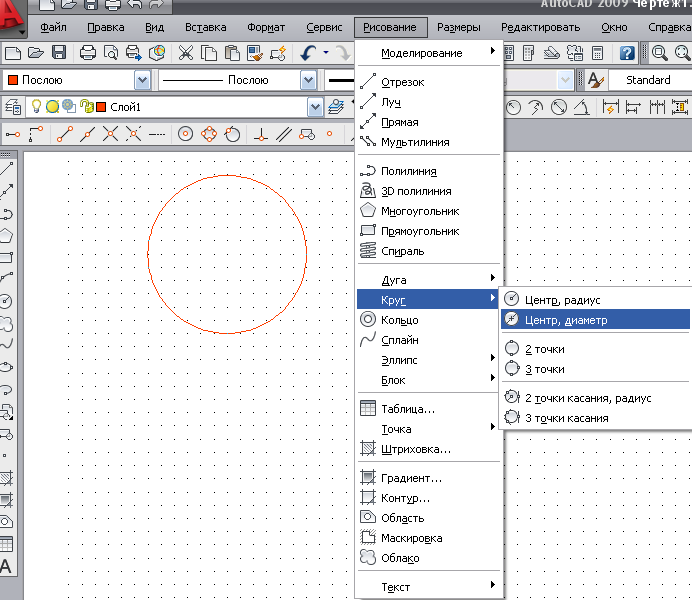 AutoCAD 2009 Чертеж1.
Файл Правка Вид Вставка Формат Сервис Рисование Размеры Редактировать Окно Справка
Послою Послою Standard
Слой1
Моделирование
Отрезок
Луч
Прямая
Мультилиния
Полилиния
3D полилиния
Многоугольник
Прямоугольник
Спираль
Дуга
Круг
Кольцо
Сплайн
Эллипс
Блок
Таблица...
Точка
Штриховка...
Градиент...
Контур...
Область
Маскировка
Облако
Текст
Центр, радиус
Центр, диаметр
2 точки
3 точки
2 точки касания, радиус
3 точки касания
A